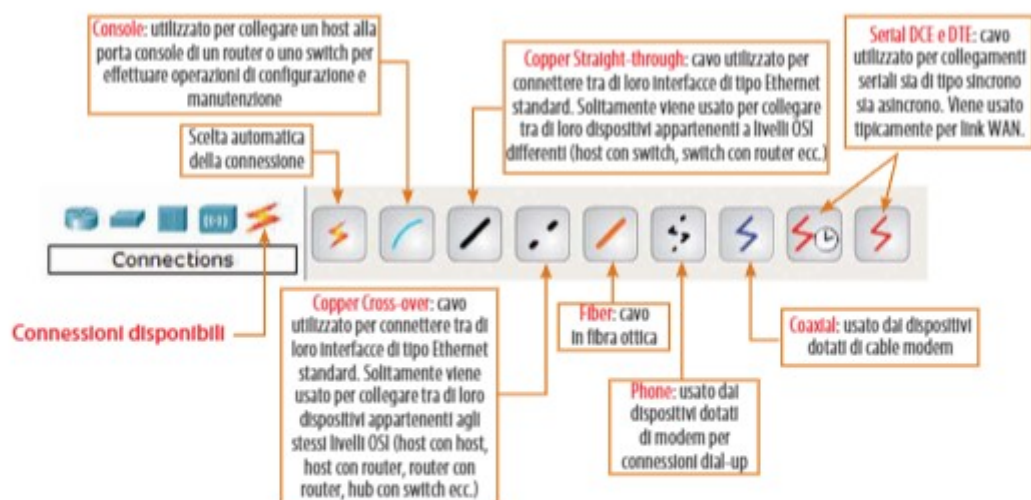 Console: utilizzato per collegare un host alla
porta console di un router o uno switch per
effettuare operazioni di configurazione e
manutenzione
Scelta automatica
della connessione
Copper Straight-through: cavo utilizzato per
connettere tra di loro interfacce di tipo Ethernet
standard. Solitamente viene usato per collegare
tra di loro dispositivi appartenenti a livelli OSI
differenti (host con switch, switch con router ecc.)
Serial DCE e DTE: cavo
utilizzato per collegamenti
seriali sia di tipo sincrono
sia asincrono. Viene usato
tipicamente per link WAN.
Connections
Connessioni disponibili
Copper Cross-over: cavo
utilizzato per connettere tra di
loro interfacce di tipo Ethernet
standard. Solitamente viene
usato per collegare tra di loro
dispositivi appartenenti agli
stessi livelli OSI (host con host,
host con router, router con
router, hub con switch ecc.)
Fiber: cavo
in fibra ottica
Phone: usato dai
dispositivi dotati
di modem per
connessioni dial-up
Coaxial: usato dai dispositivi
dotati di cable modem